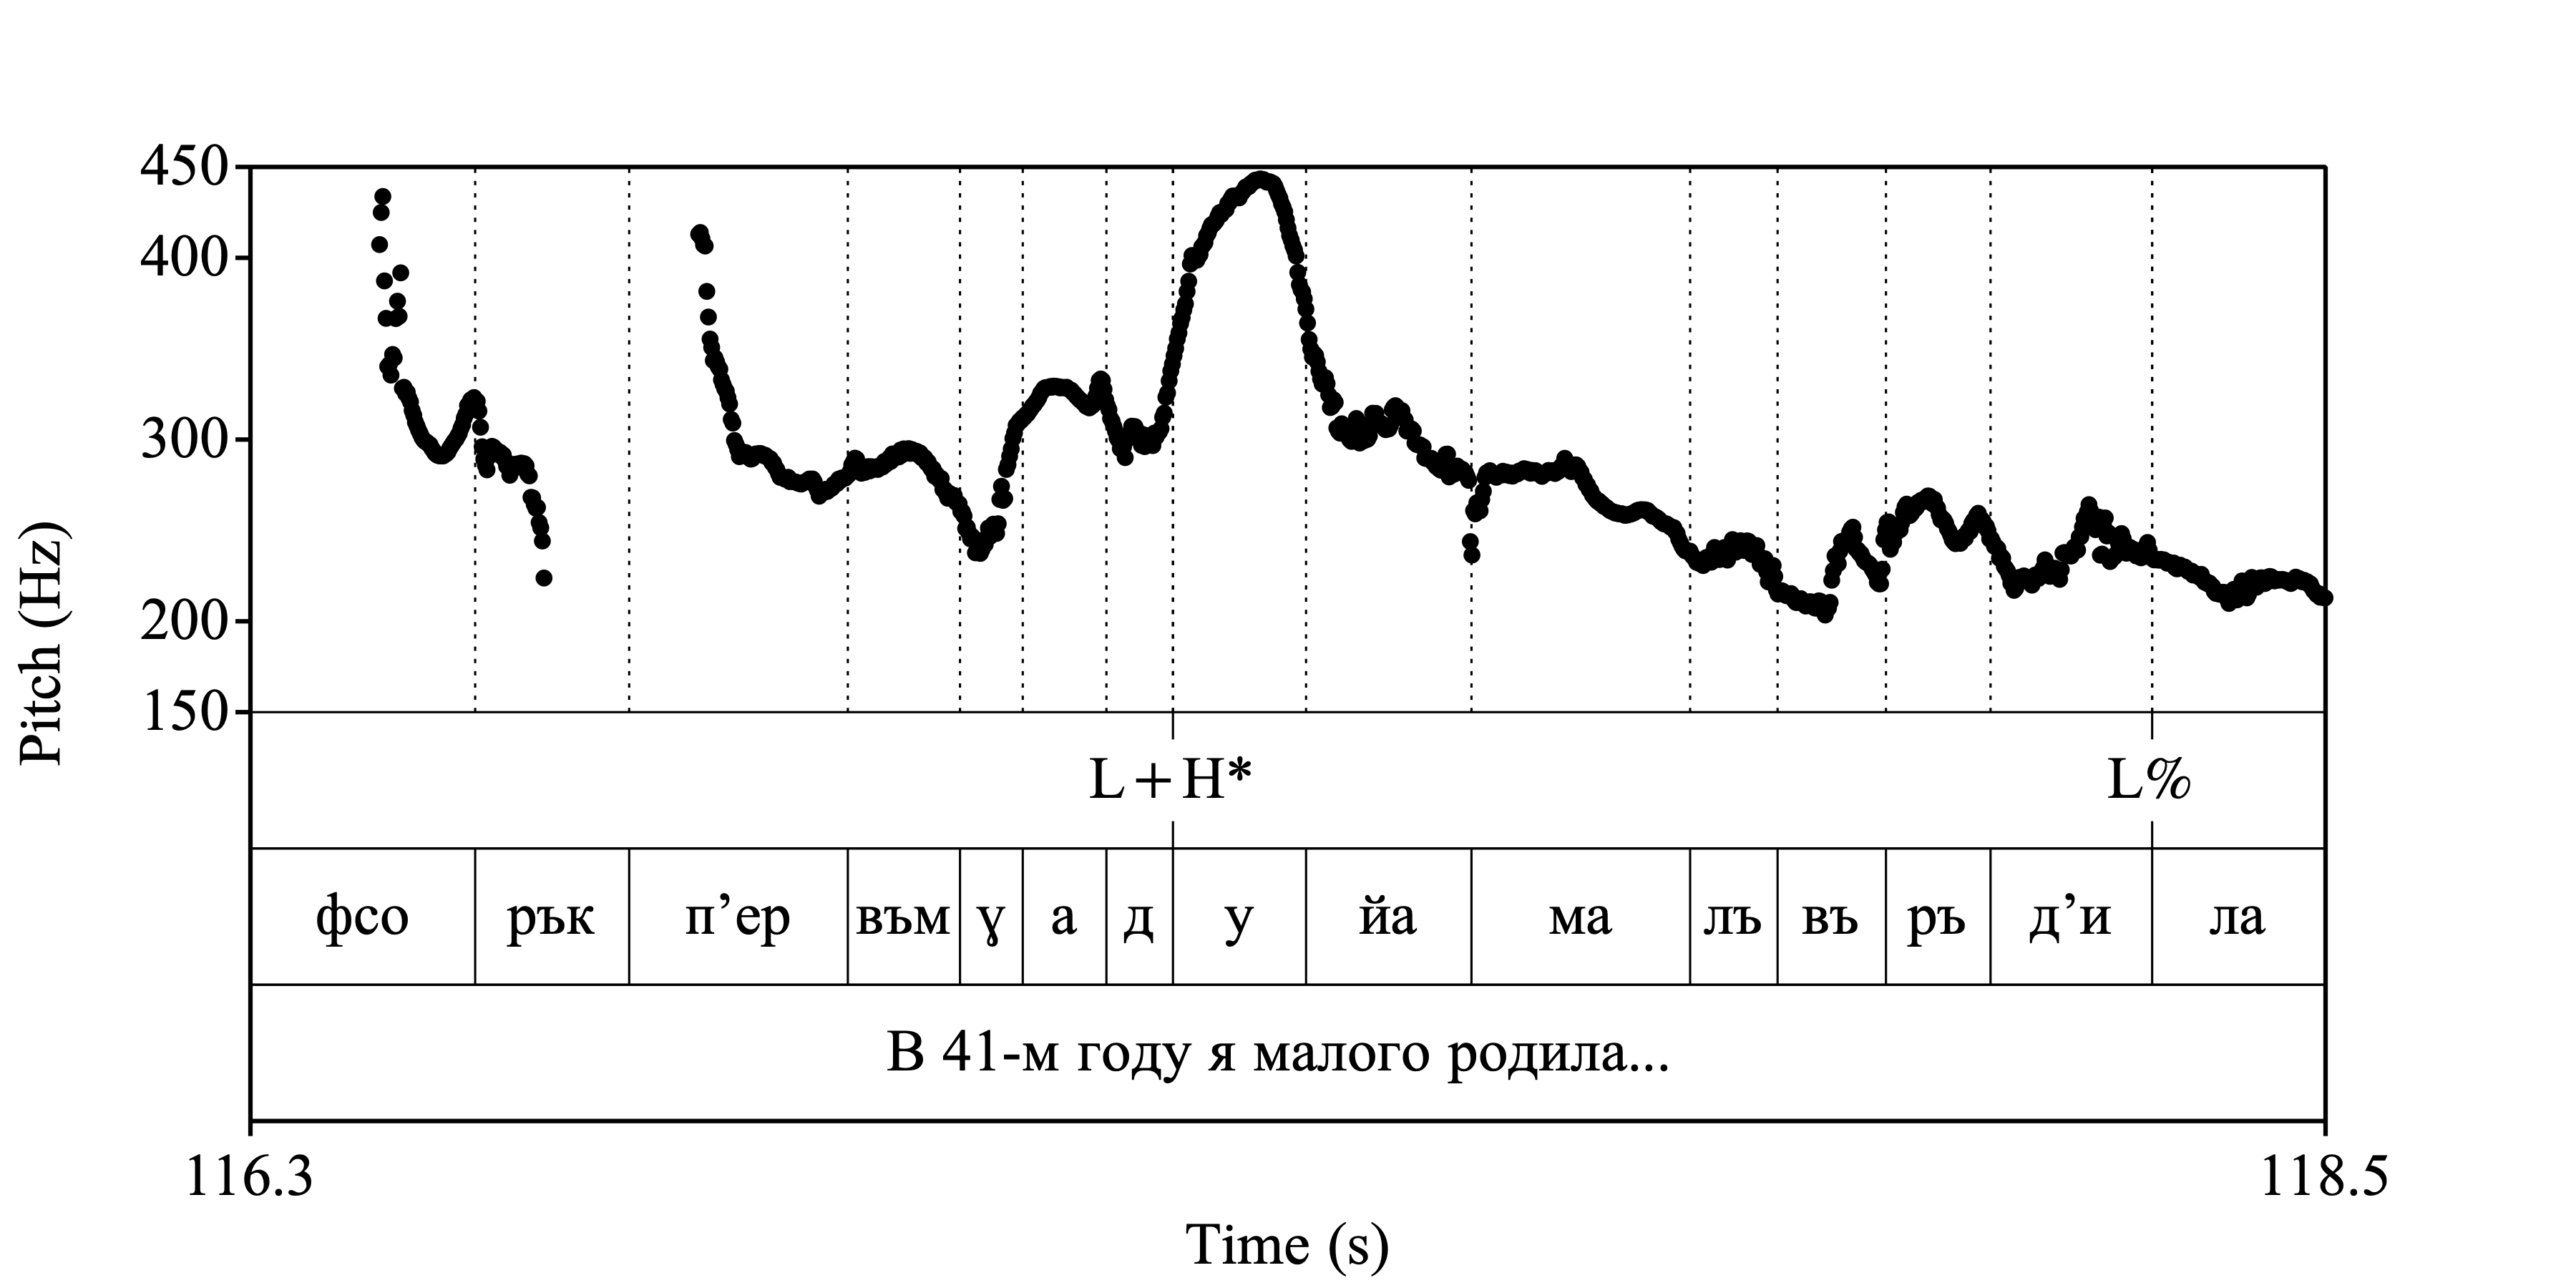 450
400
300
200
150
Pitch (Hz)
L+H* L%
фсо рък п’ер въм ɣ а д у йа ма лъ въ ръ д’и ла
В 41-м году я малого родила...
116.3 118.5
Time (s)